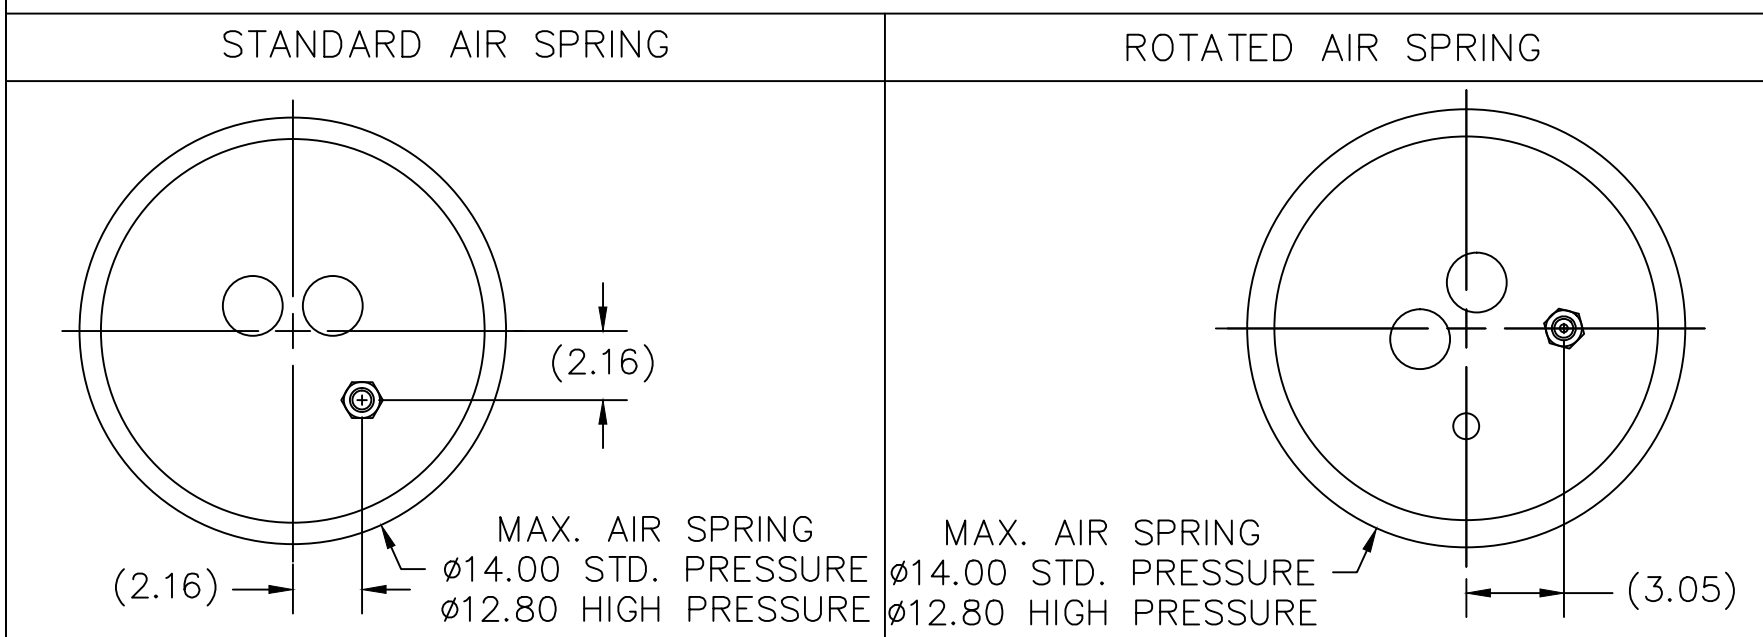 STANDARD AIR SPRING
(2.16)
MAX. AIR SPRING
ø14.00 STD. PRESSURE
ø12.80 HIGH PRESSURE
(2.16)
ROTATED AIR SPRING
MAX. AIR SPRING
ø14.00 STD. PRESSURE
ø12.80 HIGH PRESSURE
(3.05)